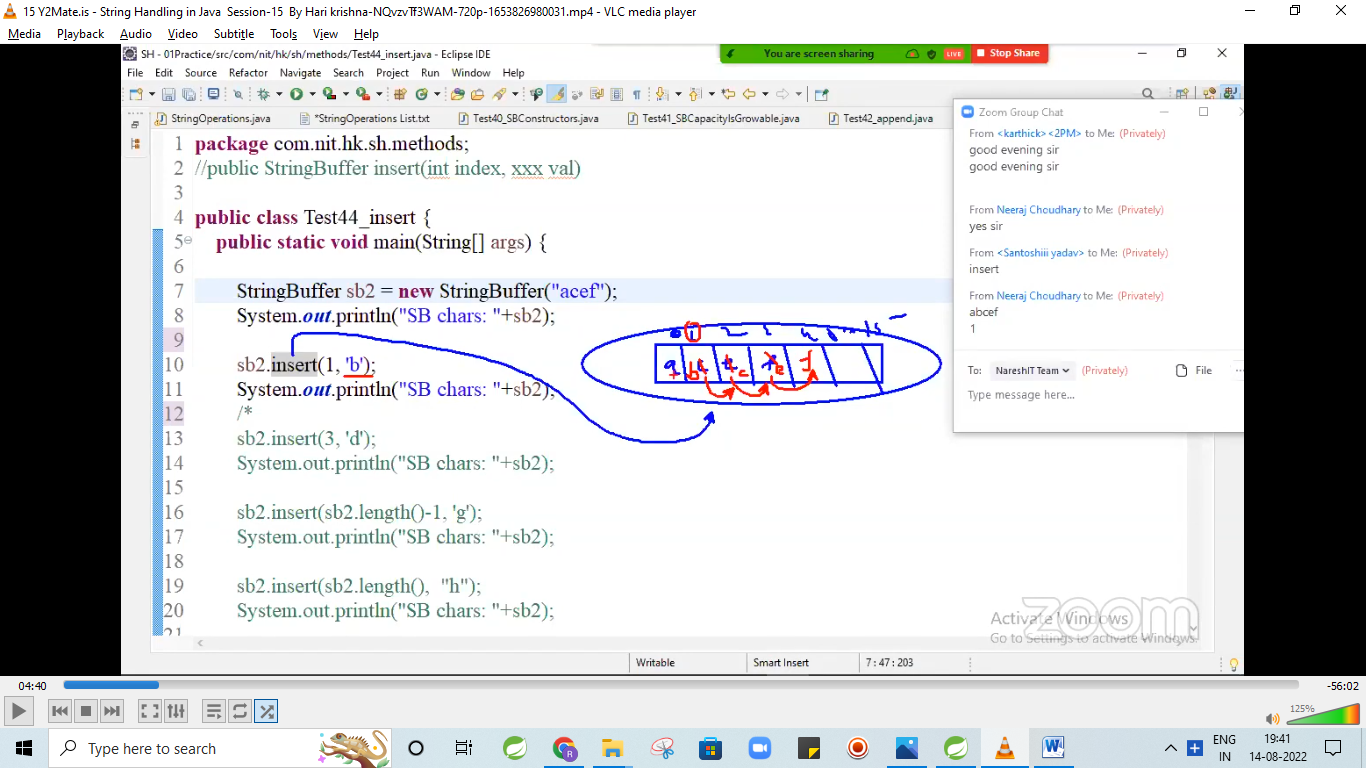 15 Y2Mate.is - String Handling in Java Session-15 By Hari krishna-NQvzvTf3WAM-720p-1653826980031.mp4 - VLC media player
Media Playback Audio Video Subtitle Tools View Help
SH - 01Practice/src/com/nit/hk/sh/methods/Test44_insert.java - Eclipse IDE
You are screen sharing LIVE Stop Share
File Edit Source Refactor Navigate Search Project Run Window Help
StringOperations.java *StringOperations List.txt Test40_SBConstructors.java Test41_SBCapacityIsGrowable.java Test42_append.java
1 package com.nit.hk.sh.methods;
2 //public StringBuffer insert(int index, xxx val)
3
4 public class Test44_insert {
5 public static void main(String[] args) {
6
7 StringBuffer sb2 = new StringBuffer("acef");
8 System.out.println("SB chars: "+sb2);
9
10 sb2.insert(1, 'b');
11 System.out.println("SB chars: "+sb2);
12 /*
13 sb2.insert(3, 'd');
14 System.out.println("SB chars: "+sb2);
15
16 sb2.insert(sb2.length()-1, 'g');
17 System.out.println("SB chars: "+sb2);
18
19 sb2.insert(sb2.length(), "h");
20 System.out.println("SB chars: "+sb2);
21
Zoom Group Chat
From <karthick><2PM> to Me: (Privately)
good evening sir
good evening sir
From Neeraj Choudhary to Me: (Privately)
yes sir
From <Santoshiii yadav> to Me: (Privately)
insert
From Neeraj Choudhary to Me: (Privately)
abcef
1
To: NareshIT Team (Privately) File
Type message here...
zoom
Activate Windows
Go to Settings to activate Windows.
Writable Smart Insert 7 : 47 : 203
04:40 -56:02
125%
Type here to search
ENG
IN
19:41
14-08-2022